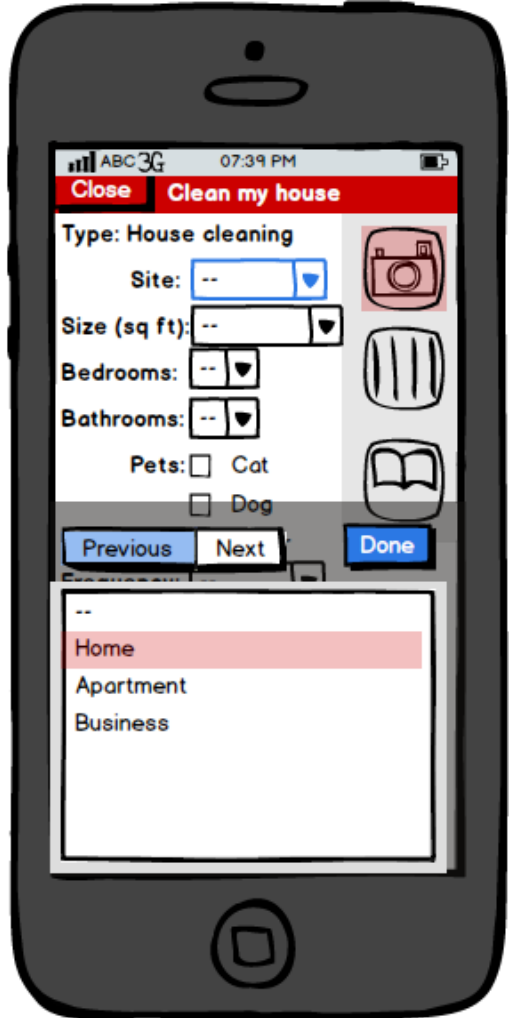 ABC 3G 07:39 PM
Close Clean my house
Type: House cleaning
Site: --
Size (sq ft): --
Bedrooms: --
Bathrooms: --
Pets: Cat
Dog
Previous Next Done
Frequency: --
--
Home
Apartment
Business